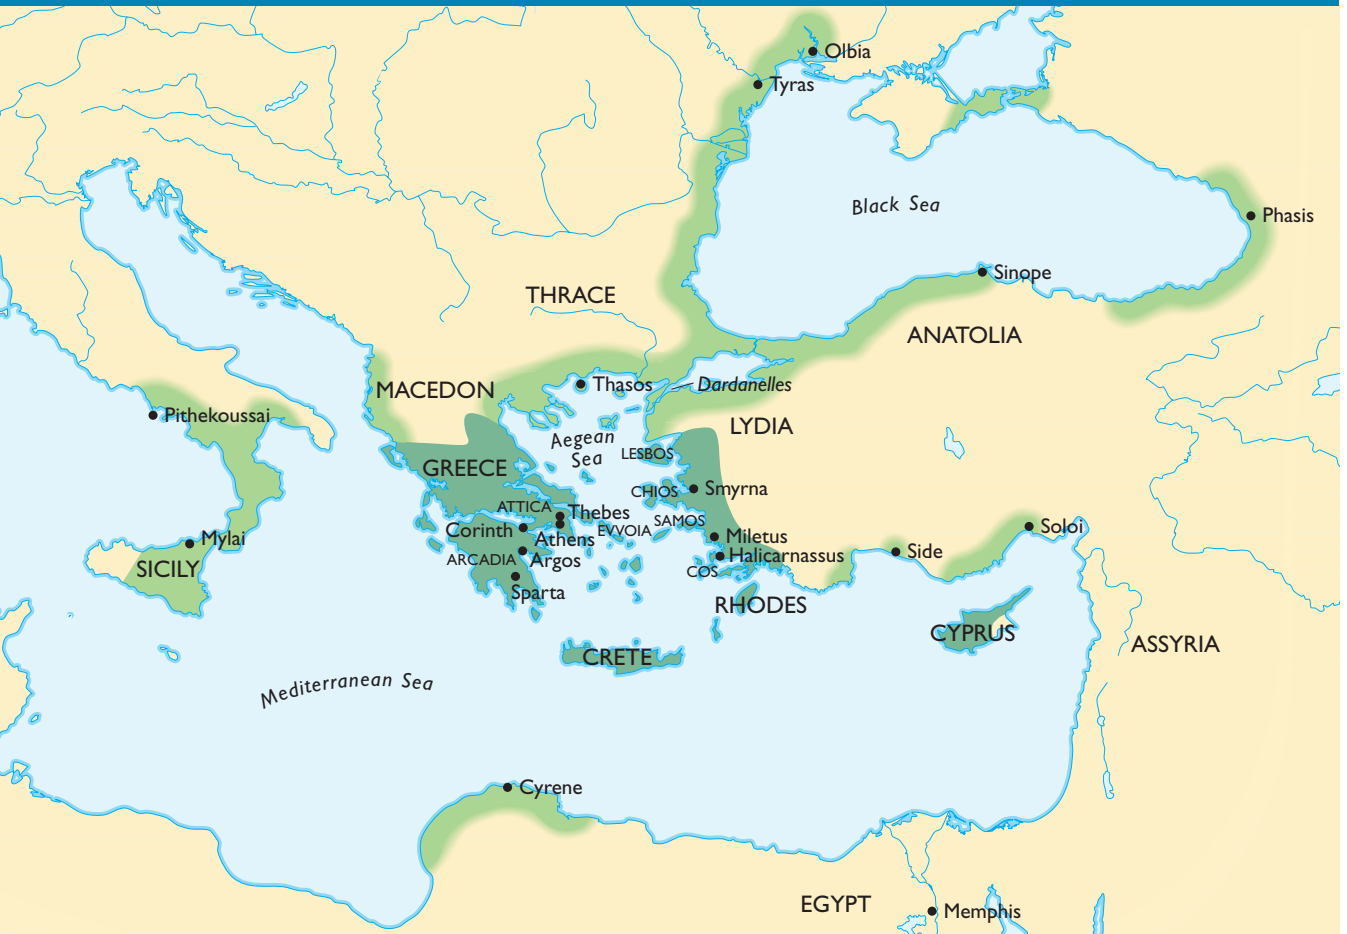 Olbia
Tyras
Black Sea
Phasis
Sinope
THRACE
ANATOLIA
MACEDON
Thasos
Dardanelles
Pithekoussai
LYDIA
Aegean
Sea
LESBOS
GREECE
CHIOS
Smyrna
ATTICA
Thebes
SAMOS
Corinth
EVVOIA
Soloi
Mylai
Athens
Miletus
Side
Halicarnassus
ARCADIA
Argos
SICILY
COS
Sparta
RHODES
CYPRUS
ASSYRIA
CRETE
Mediterranean Sea
Cyrene
EGYPT
Memphis